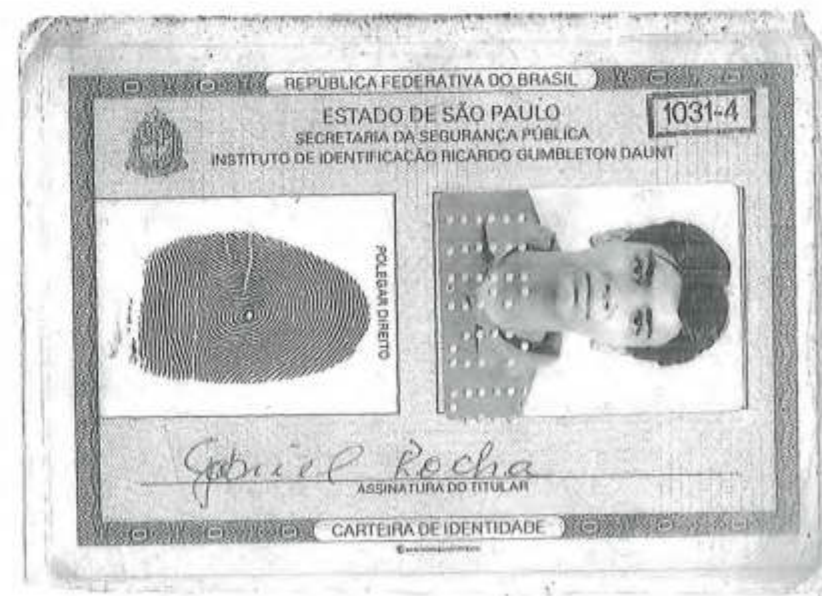 REPÚBLICA FEDERATIVA DO BRASIL
ESTADO DE SÃO PAULO
1031-4
SECRETARIA DA SEGURANÇA PÚBLICA
INSTITUTO DE IDENTIFICAÇÃO RICARDO GUMBLETON DAUNT
POLEGAR DIREITO
Gabriel Rocha
ASSINATURA DO TITULAR
CARTEIRA DE IDENTIDADE